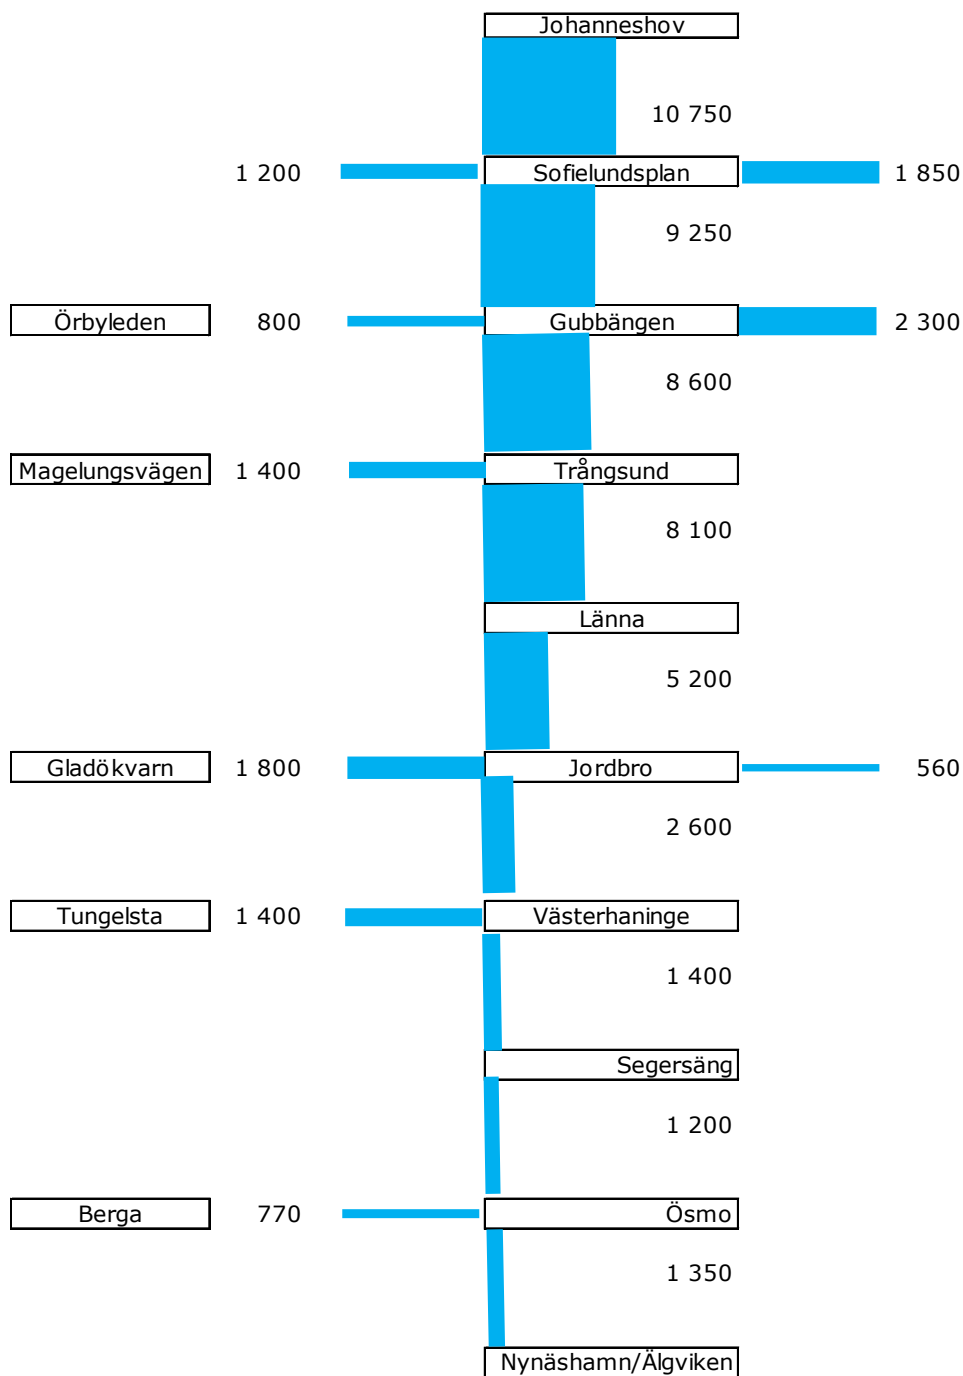 Johanneshov
10 750
1 200 Sofielundsplan 1 850
9 250
Örbyleden 800 Gubbängen 2 300
8 600
Magelungsvägen 1 400 Trångsund
8 100
Länna
5 200
Gladökvarn 1 800 Jordbro 560
2 600
Tungelsta 1 400 Västerhaninge
1 400
Segersäng
1 200
Berga 770 Ösmo
1 350
Nynäshamn/Älgviken